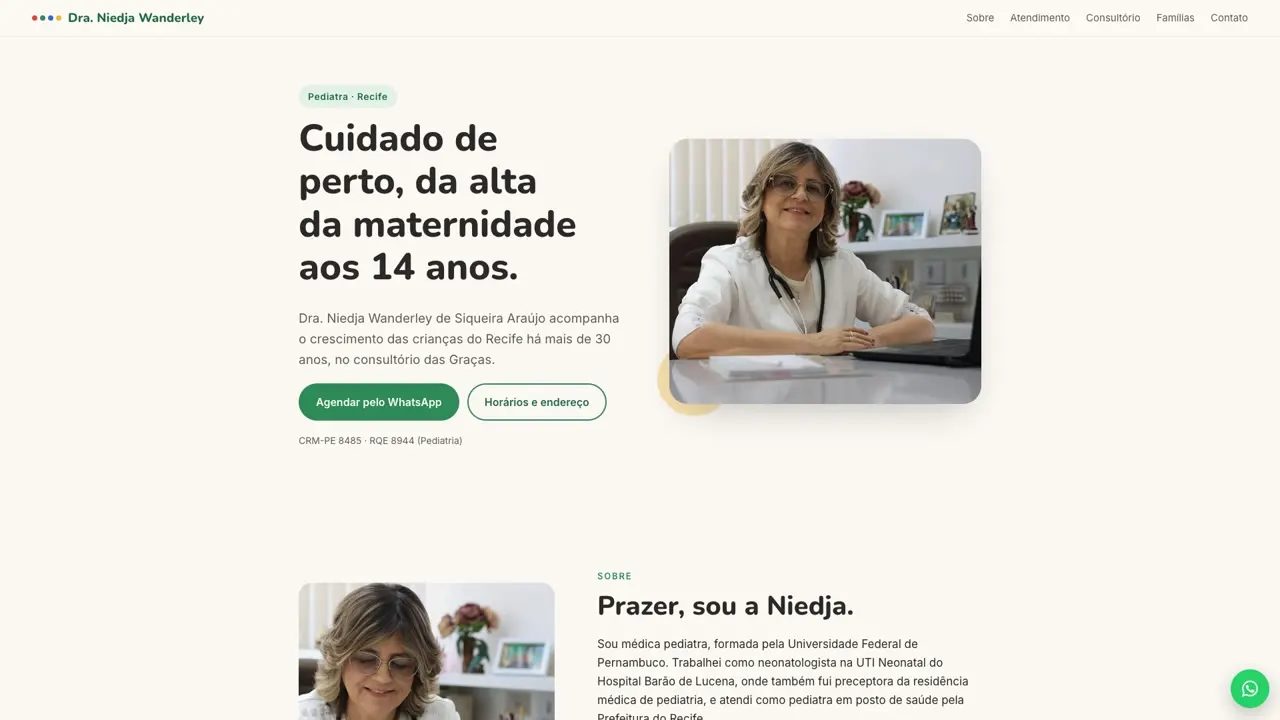 Dra. Niedja Wanderley
Sobre
Atendimento
Consultório
Famílias
Contato
Pediatra · Recife
Cuidado de
perto, da alta
da maternidade
aos 14 anos.
Dra. Niedja Wanderley de Siqueira Araújo acompanha
o crescimento das crianças do Recife há mais de 30
anos, no consultório das Graças.
Agendar pelo WhatsApp
Horários e endereço
CRM-PE 8485 · RQE 8944 (Pediatria)
SOBRE
Prazer, sou a Niedja.
Sou médica pediatra, formada pela Universidade Federal de
Pernambuco. Trabalhei como neonatologista na UTI Neonatal do
Hospital Barão de Lucena, onde também fui preceptora da residência
médica de pediatria, e atendi como pediatra em posto de saúde pela
Prefeitura do Recife.